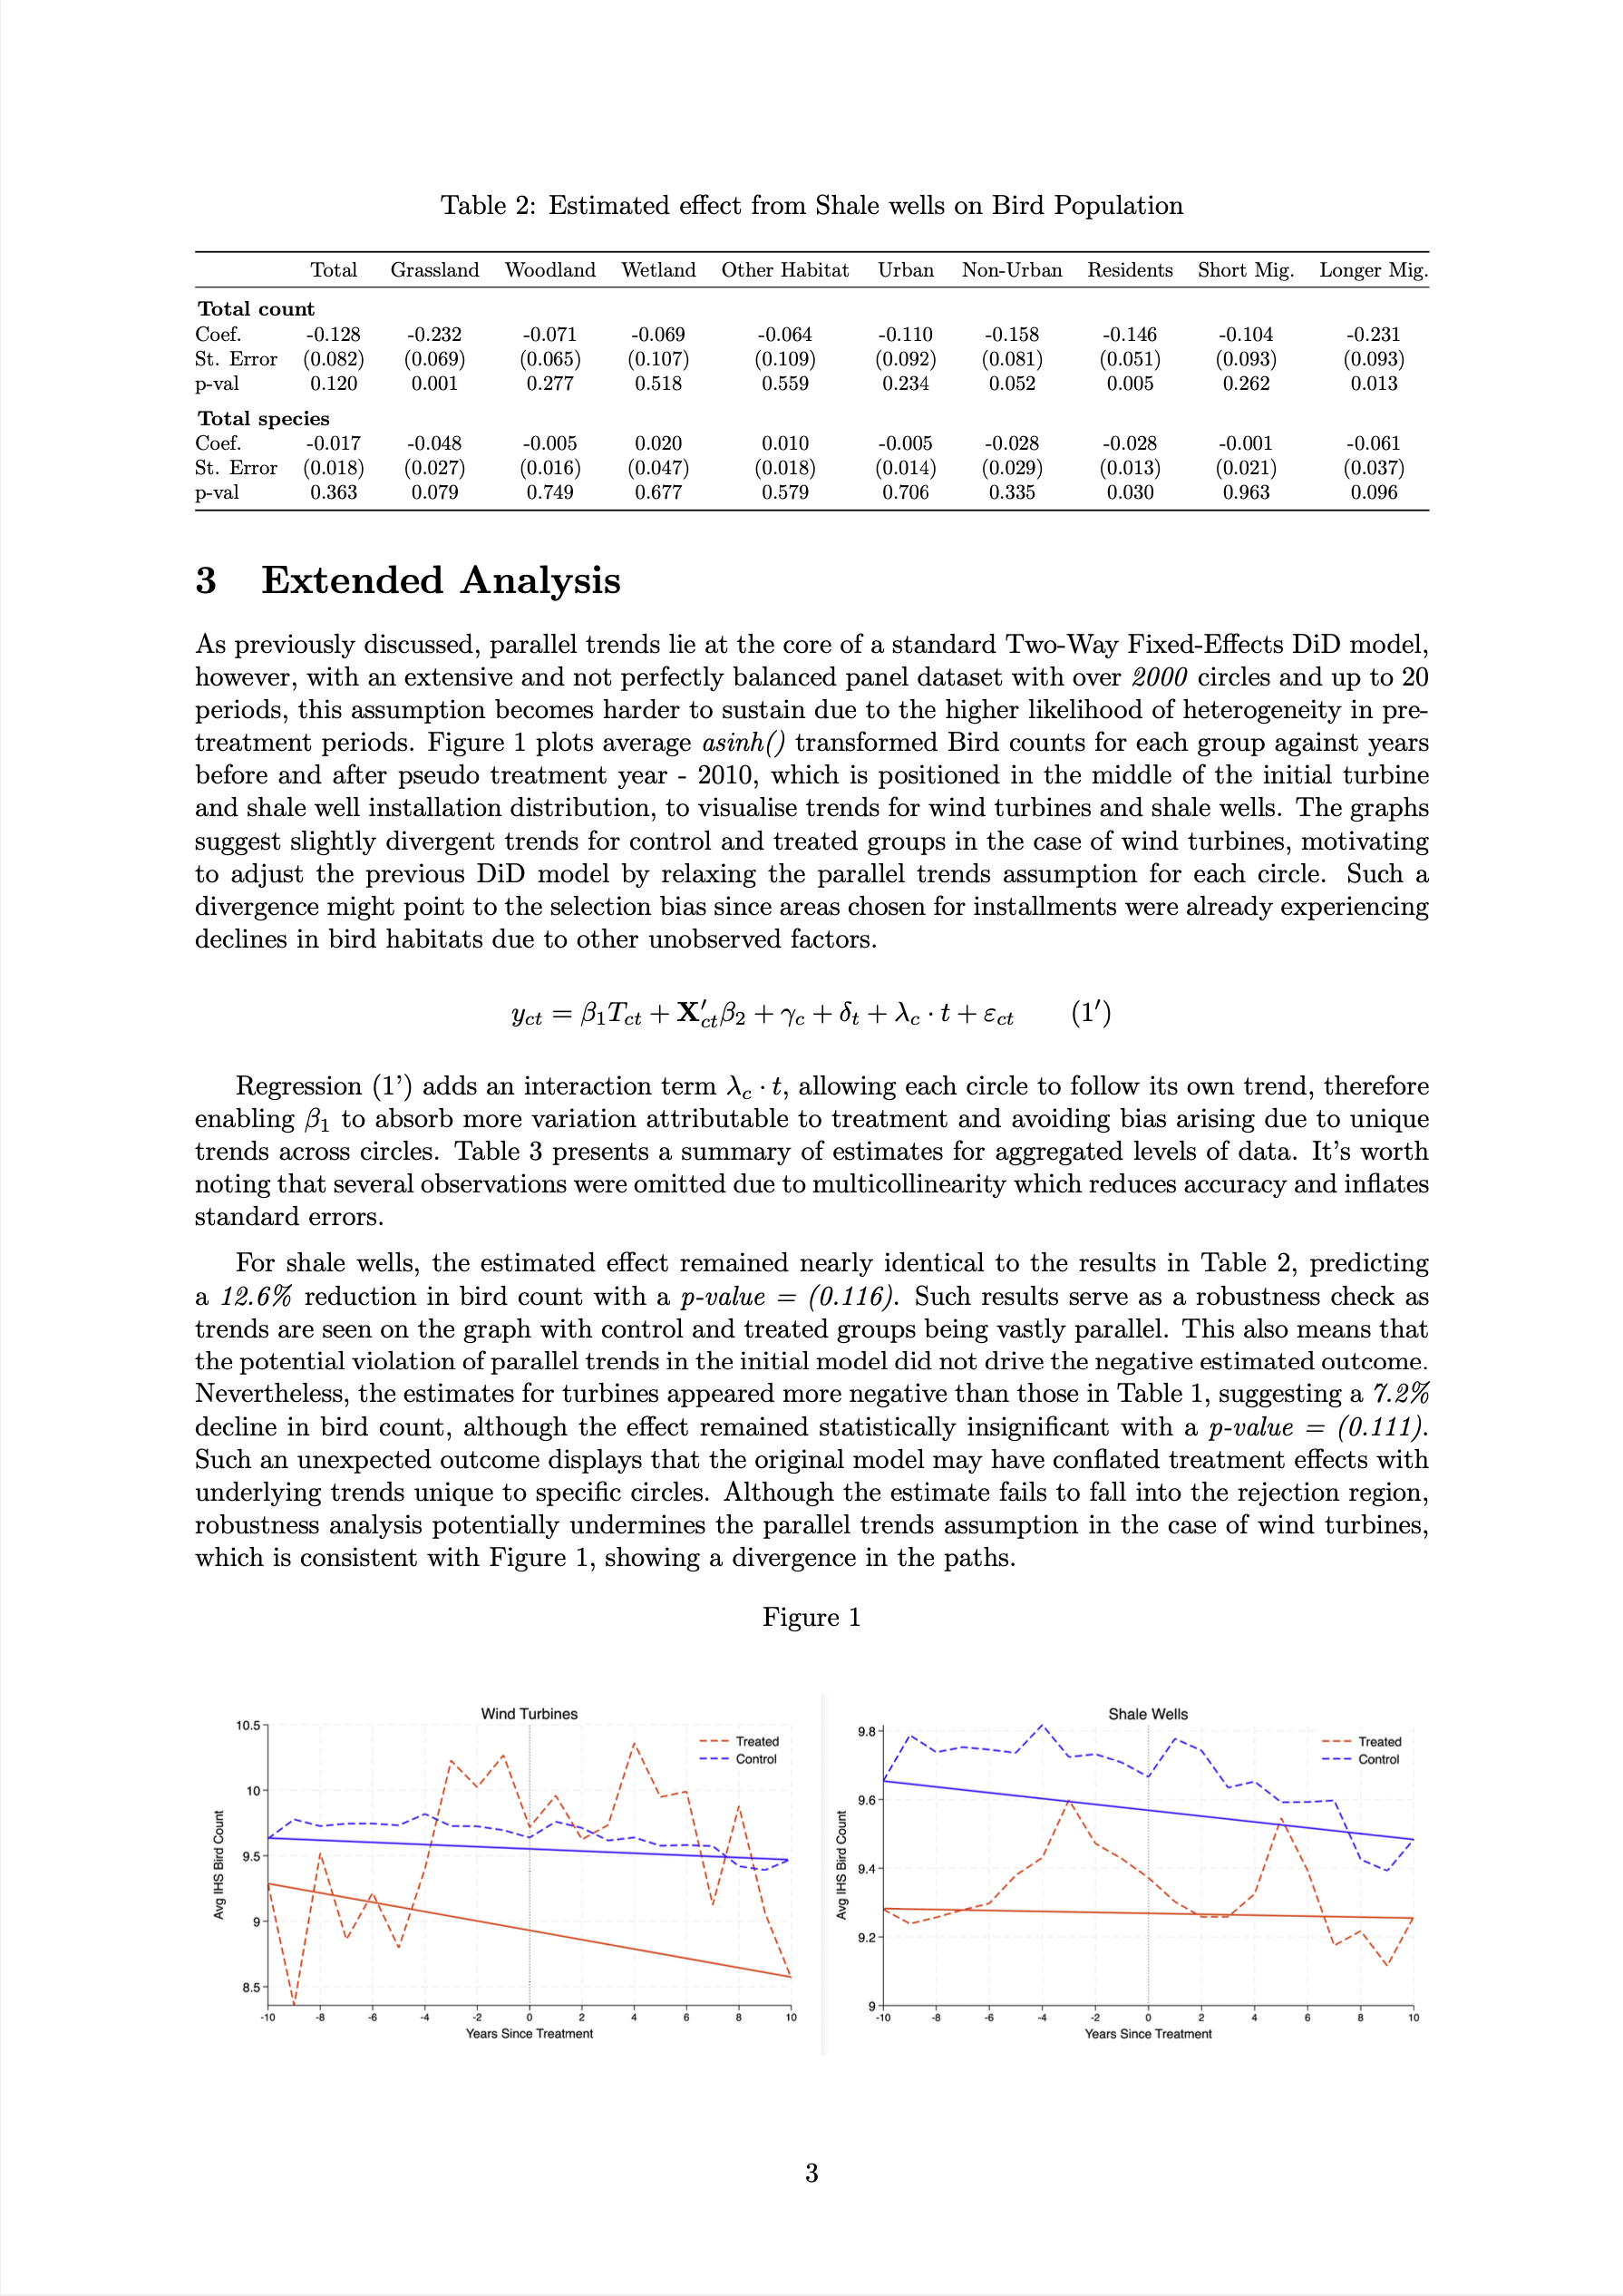 Table 2: Estimated effect from Shale wells on Bird Population
Total Grassland Woodland Wetland Other Habitat Urban Non-Urban Residents Short Mig. Longer Mig.
Total count
Coef. -0.128 -0.232 -0.071 -0.069 -0.064 -0.110 -0.158 -0.146 -0.104 -0.231
St. Error (0.082) (0.069) (0.065) (0.107) (0.109) (0.092) (0.081) (0.051) (0.093) (0.093)
p-val 0.120 0.001 0.277 0.518 0.559 0.234 0.052 0.005 0.262 0.013
Total species
Coef. -0.017 -0.048 -0.005 0.020 0.010 -0.005 -0.028 -0.028 -0.001 -0.061
St. Error (0.018) (0.027) (0.016) (0.047) (0.018) (0.014) (0.029) (0.013) (0.021) (0.037)
p-val 0.363 0.079 0.749 0.677 0.579 0.706 0.335 0.030 0.963 0.096
3 Extended Analysis
As previously discussed, parallel trends lie at the core of a standard Two-Way Fixed-Effects DiD model,
however, with an extensive and not perfectly balanced panel dataset with over 2000 circles and up to 20
periods, this assumption becomes harder to sustain due to the higher likelihood of heterogeneity in pre-
treatment periods. Figure 1 plots average asinh() transformed Bird counts for each group against years
before and after pseudo treatment year - 2010, which is positioned in the middle of the initial turbine
and shale well installation distribution, to visualise trends for wind turbines and shale wells. The graphs
suggest slightly divergent trends for control and treated groups in the case of wind turbines, motivating
to adjust the previous DiD model by relaxing the parallel trends assumption for each circle. Such a
divergence might point to the selection bias since areas chosen for installments were already experiencing
declines in bird habitats due to other unobserved factors.
y_ct = β₁T_ct + X′_ct β₂ + γ_c + δ_t + λ_c · t + ε_ct (1′)
Regression (1’) adds an interaction term λ_c · t, allowing each circle to follow its own trend, therefore
enabling β₁ to absorb more variation attributable to treatment and avoiding bias arising due to unique
trends across circles. Table 3 presents a summary of estimates for aggregated levels of data. It’s worth
noting that several observations were omitted due to multicollinearity which reduces accuracy and inflates
standard errors.
For shale wells, the estimated effect remained nearly identical to the results in Table 2, predicting
a 12.6% reduction in bird count with a p-value = (0.116). Such results serve as a robustness check as
trends are seen on the graph with control and treated groups being vastly parallel. This also means that
the potential violation of parallel trends in the initial model did not drive the negative estimated outcome.
Nevertheless, the estimates for turbines appeared more negative than those in Table 1, suggesting a 7.2%
decline in bird count, although the effect remained statistically insignificant with a p-value = (0.111).
Such an unexpected outcome displays that the original model may have conflated treatment effects with
underlying trends unique to specific circles. Although the estimate fails to fall into the rejection region,
robustness analysis potentially undermines the parallel trends assumption in the case of wind turbines,
which is consistent with Figure 1, showing a divergence in the paths.
Figure 1
Wind Turbines
Avg IHS Bird Count
10.5
10
9.5
9
8.5
Treated
Control
-10 -8 -6 -4 -2 0 2 4 6 8 10
Years Since Treatment
Shale Wells
Avg IHS Bird Count
9.8
9.6
9.4
9.2
9
Treated
Control
-10 -8 -6 -4 -2 0 2 4 6 8 10
Years Since Treatment
3